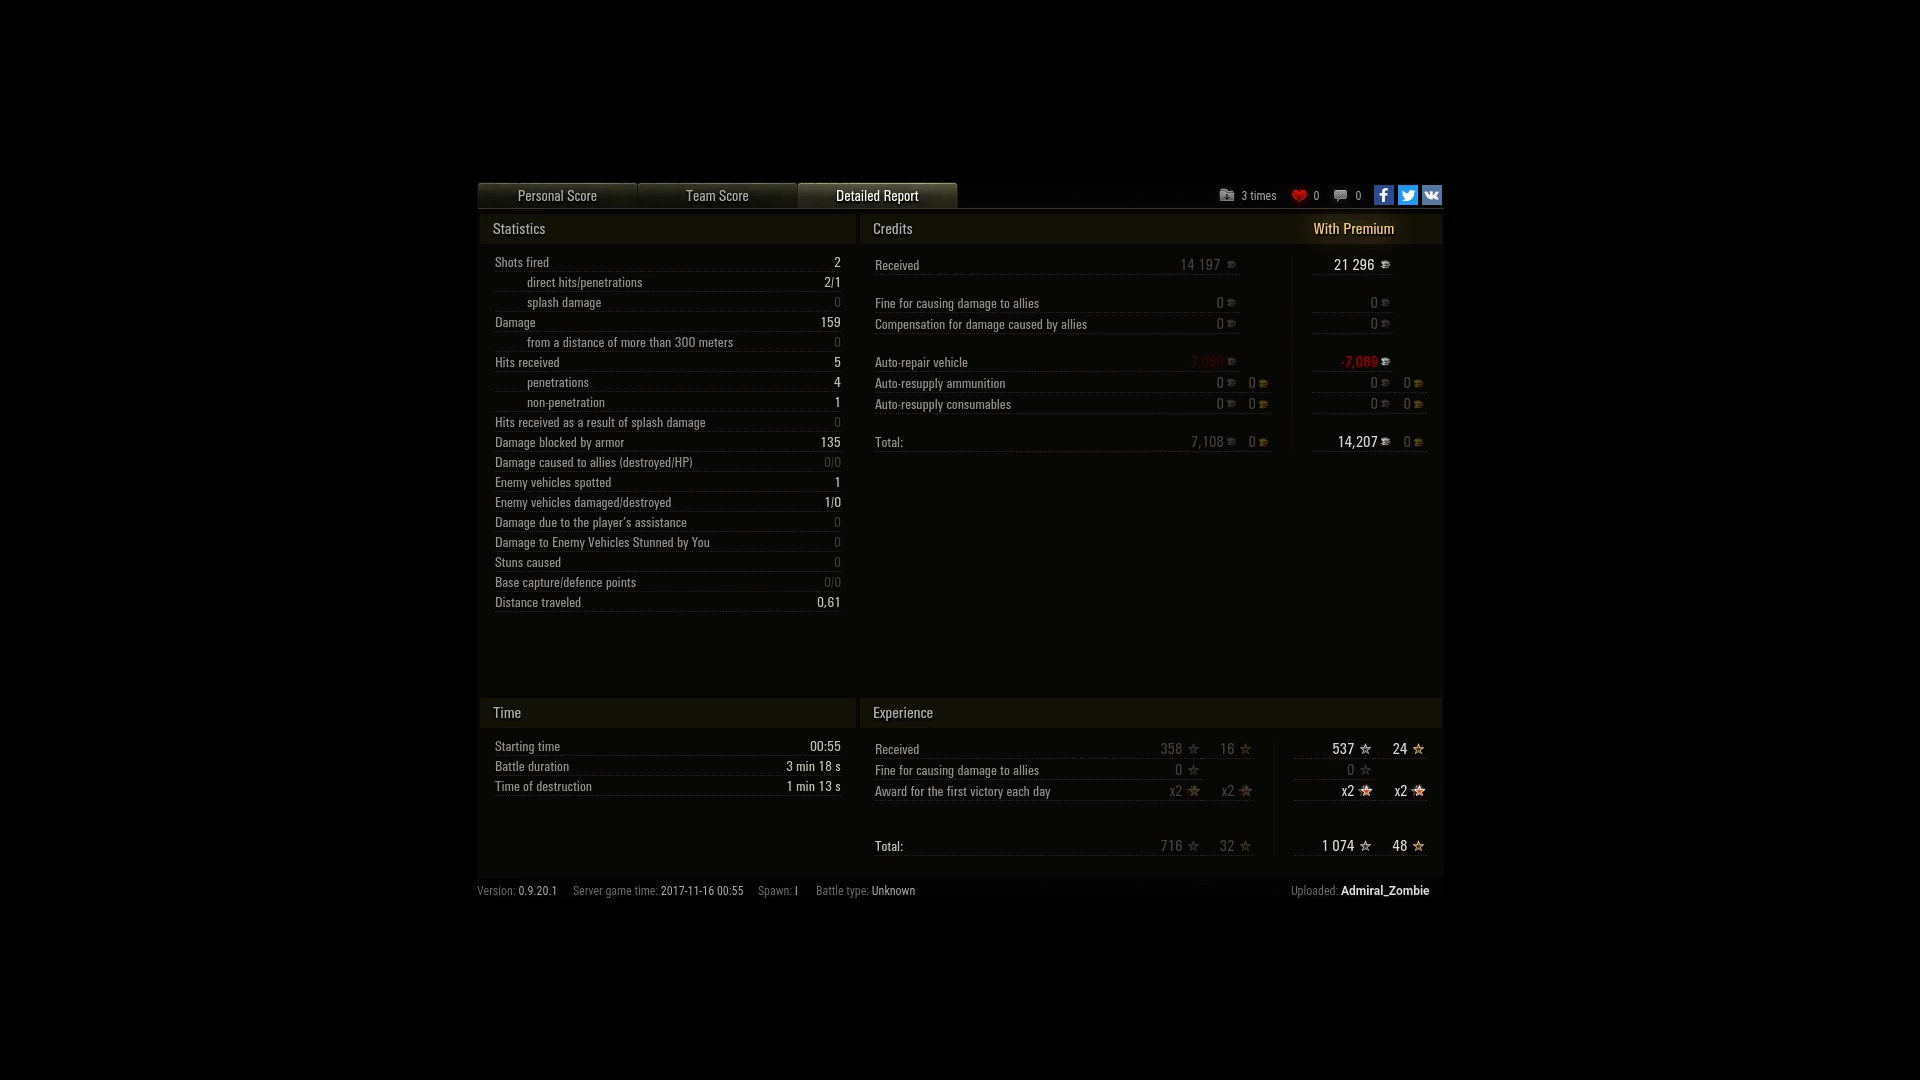 Personal Score Team Score Detailed Report 3 times 0 0
Statistics
Shots fired 2
direct hits/penetrations 2/1
splash damage 0
Damage 159
from a distance of more than 300 meters 0
Hits received 5
penetrations 4
non-penetration 1
Hits received as a result of splash damage 0
Damage blocked by armor 135
Damage caused to allies (destroyed/HP) 0/0
Enemy vehicles spotted 1
Enemy vehicles damaged/destroyed 1/0
Damage due to the player's assistance 0
Damage to Enemy Vehicles Stunned by You 0
Stuns caused 0
Base capture/defence points 0/0
Distance traveled 0,61
Credits With Premium
Received 14 197 21 296
Fine for causing damage to allies 0 0
Compensation for damage caused by allies 0 0
Auto-repair vehicle 7,089 -7,089
Auto-resupply ammunition 0 0 0 0
Auto-resupply consumables 0 0 0 0
Total: 7,108 0 14,207 0
Time
Starting time 00:55
Battle duration 3 min 18 s
Time of destruction 1 min 13 s
Experience
Received 358 16 537 24
Fine for causing damage to allies 0 0
Award for the first victory each day x2 x2 x2 x2
Total: 716 32 1 074 48
Version: 0.9.20.1 Server game time: 2017-11-16 00:55 Spawn: I Battle type: Unknown Uploaded: Admiral_Zombie